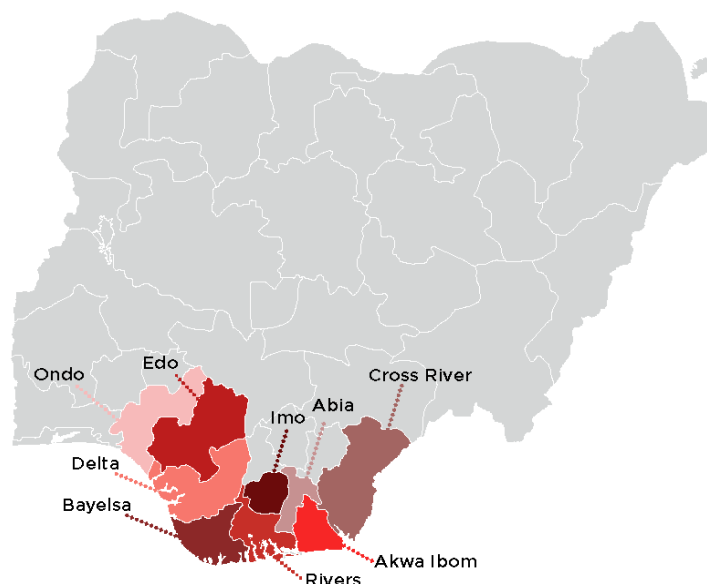 Edo
Ondo
Cross River
Abia
Imo
Delta
Bayelsa
Akwa Ibom
Rivers